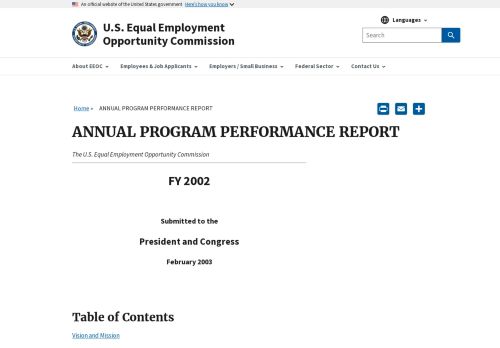 An official website of the United States government Here's how you know
U.S. Equal Employment
Opportunity Commission
Languages
Search
About EEOC
Employees & Job Applicants
Employers / Small Business
Federal Sector
Contact Us
Home » ANNUAL PROGRAM PERFORMANCE REPORT
ANNUAL PROGRAM PERFORMANCE REPORT
The U.S. Equal Employment Opportunity Commission
FY 2002
Submitted to the
President and Congress
February 2003
Table of Contents
Vision and Mission